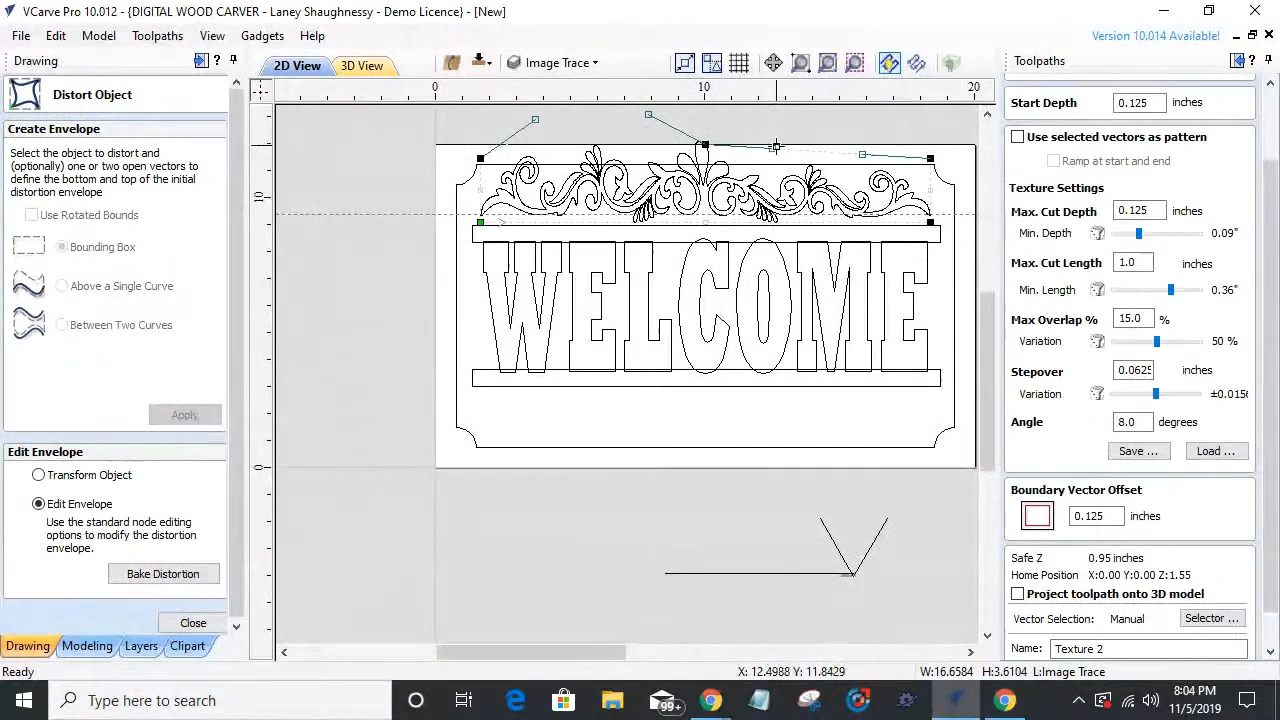 VCarve Pro 10.012 - {DIGITAL WOOD CARVER - Laney Shaughnessy - Demo Licence} - [New]
File Edit Model Toolpaths View Gadgets Help
Version 10.014 Available!
Drawing
Distort Object
Create Envelope
Select the object to distort and
(optionally) one or two open vectors to
define the bottom and top of the initial
distortion envelope
Use Rotated Bounds
Bounding Box
Above a Single Curve
Between Two Curves
Apply
Edit Envelope
Transform Object
Edit Envelope
Use the standard node editing
options to modify the distortion
envelope.
Bake Distortion
Close
Drawing Modeling Layers Clipart
2D View 3D View
Image Trace
0 10 20
10
0
WELCOME
Toolpaths
Start Depth 0.125 inches
Use selected vectors as pattern
Ramp at start and end
Texture Settings
Max. Cut Depth 0.125 inches
Min. Depth 0.09"
Max. Cut Length 1.0 inches
Min. Length 0.36"
Max Overlap % 15.0 %
Variation 50 %
Stepover 0.0625 inches
Variation ±0.0156
Angle 8.0 degrees
Save ... Load ...
Boundary Vector Offset
0.125 inches
Safe Z 0.95 inches
Home Position X:0.00 Y:0.00 Z:1.55
Project toolpath onto 3D model
Vector Selection: Manual Selector ...
Name: Texture 2
Ready
X: 12.4988 Y: 11.8429
W:16.6584 H:3.6104 L:Image Trace
Type here to search
99+
8:04 PM
11/5/2019